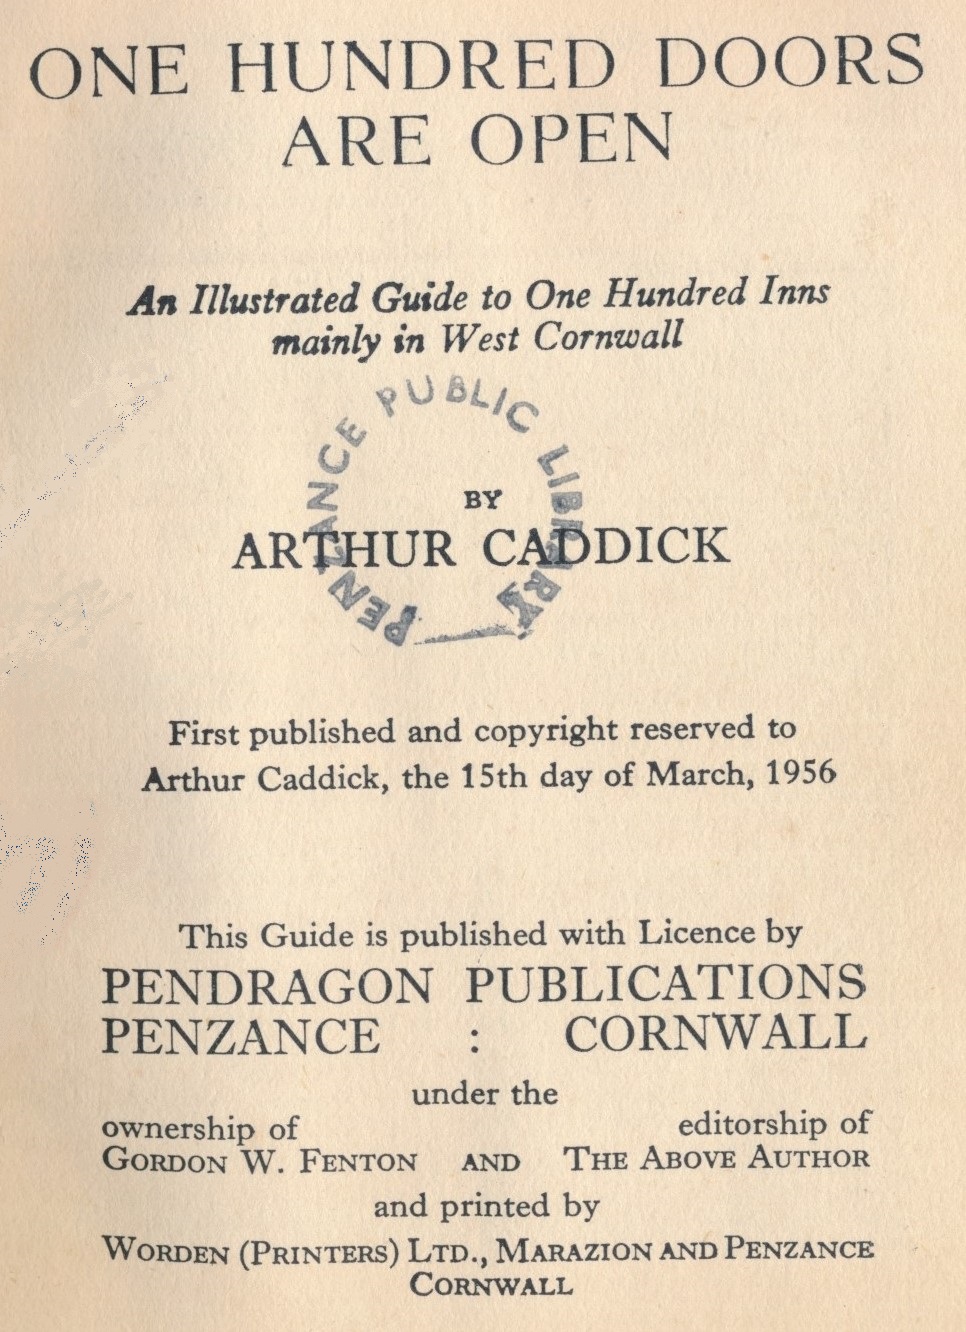 ONE HUNDRED DOORS
ARE OPEN
An Illustrated Guide to One Hundred Inns
mainly in West Cornwall
PENZANCE PUBLIC LIBRARY
BY
ARTHUR CADDICK
First published and copyright reserved to
Arthur Caddick, the 15th day of March, 1956
This Guide is published with Licence by
PENDRAGON PUBLICATIONS
PENZANCE : CORNWALL
under the
ownership of editorship of
GORDON W. FENTON AND THE ABOVE AUTHOR
and printed by
WORDEN (PRINTERS) LTD., MARAZION AND PENZANCE
CORNWALL